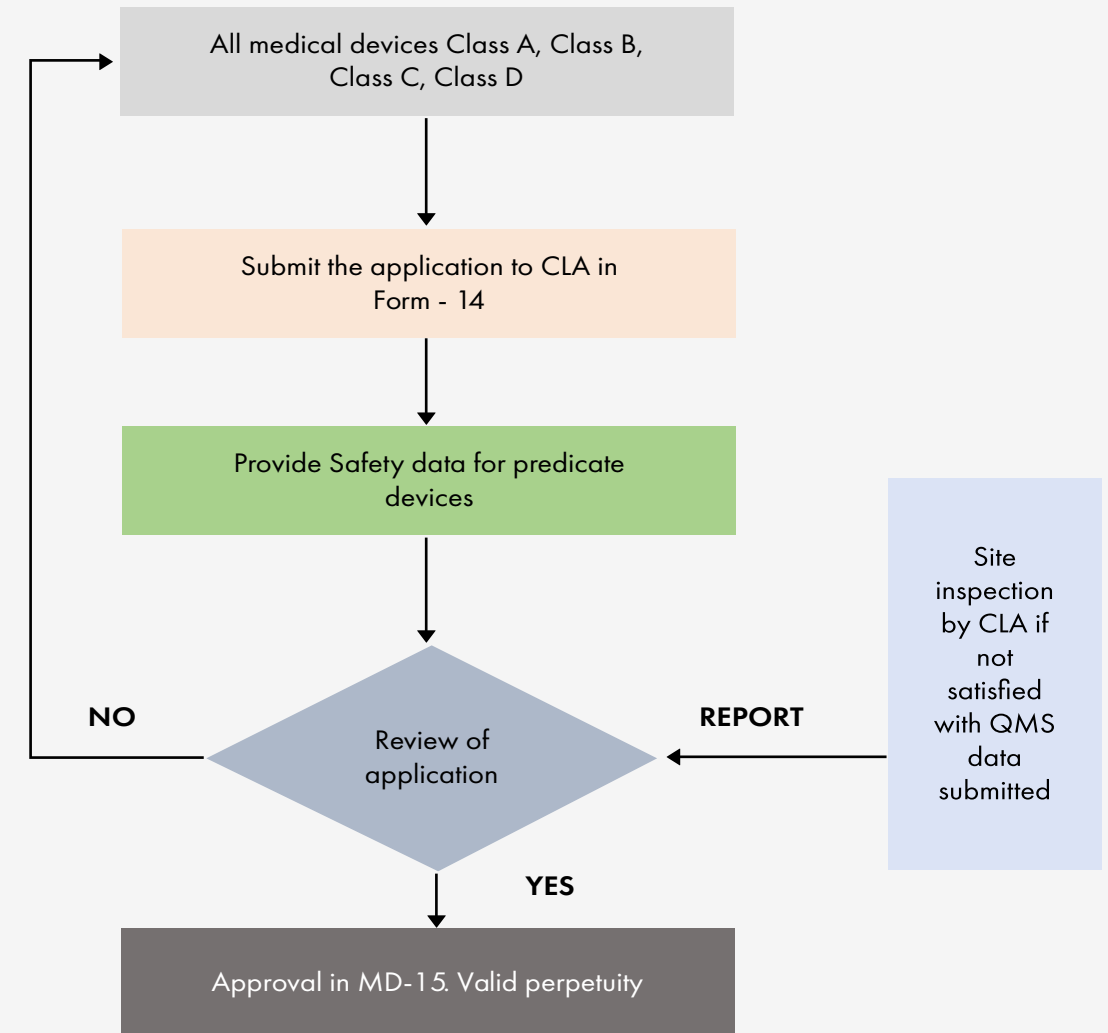 All medical devices Class A, Class B,
Class C, Class D
Submit the application to CLA in
Form - 14
Provide Safety data for predicate
devices
Site
inspection
by CLA if
not
satisfied
with QMS
data
submitted
NO
REPORT
Review of
application
YES
Approval in MD-15. Valid perpetuity